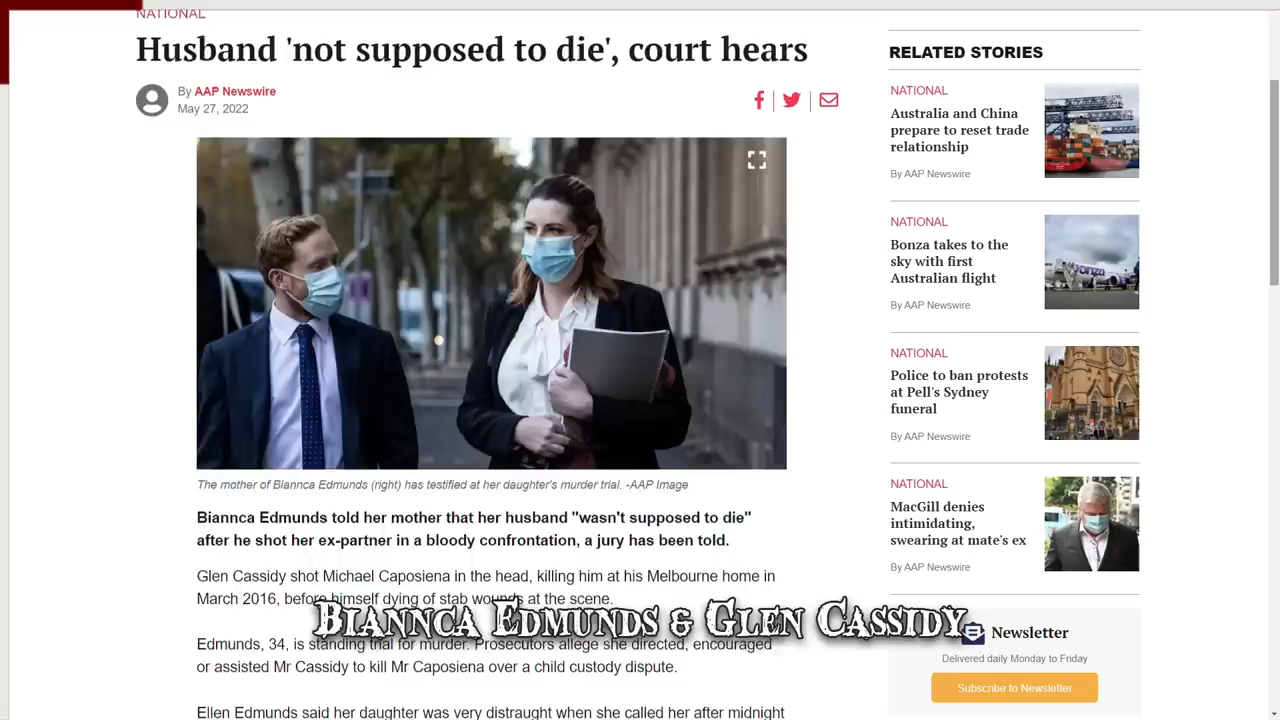 NATIONAL
Husband 'not supposed to die', court hears
By AAP Newswire
May 27, 2022
The mother of Biannca Edmunds (right) has testified at her daughter's murder trial. -AAP Image
Biannca Edmunds told her mother that her husband "wasn't supposed to die"
after he shot her ex-partner in a bloody confrontation, a jury has been told.
Glen Cassidy shot Michael Caposiena in the head, killing him at his Melbourne home in
March 2016, before himself dying of stab wounds at the scene.
Biannca Edmunds & Glen Cassidy
Edmunds, 34, is standing trial for murder. Prosecutors allege she directed, encouraged
or assisted Mr Cassidy to kill Mr Caposiena over a child custody dispute.
Ellen Edmunds said her daughter was very distraught when she called her after midnight
RELATED STORIES
NATIONAL
Australia and China
prepare to reset trade
relationship
By AAP Newswire
NATIONAL
Bonza takes to the
sky with first
Australian flight
By AAP Newswire
bonza
NATIONAL
Police to ban protests
at Pell's Sydney
funeral
By AAP Newswire
NATIONAL
MacGill denies
intimidating,
swearing at mate's ex
By AAP Newswire
Newsletter
Delivered daily Monday to Friday
Subscribe to Newsletter